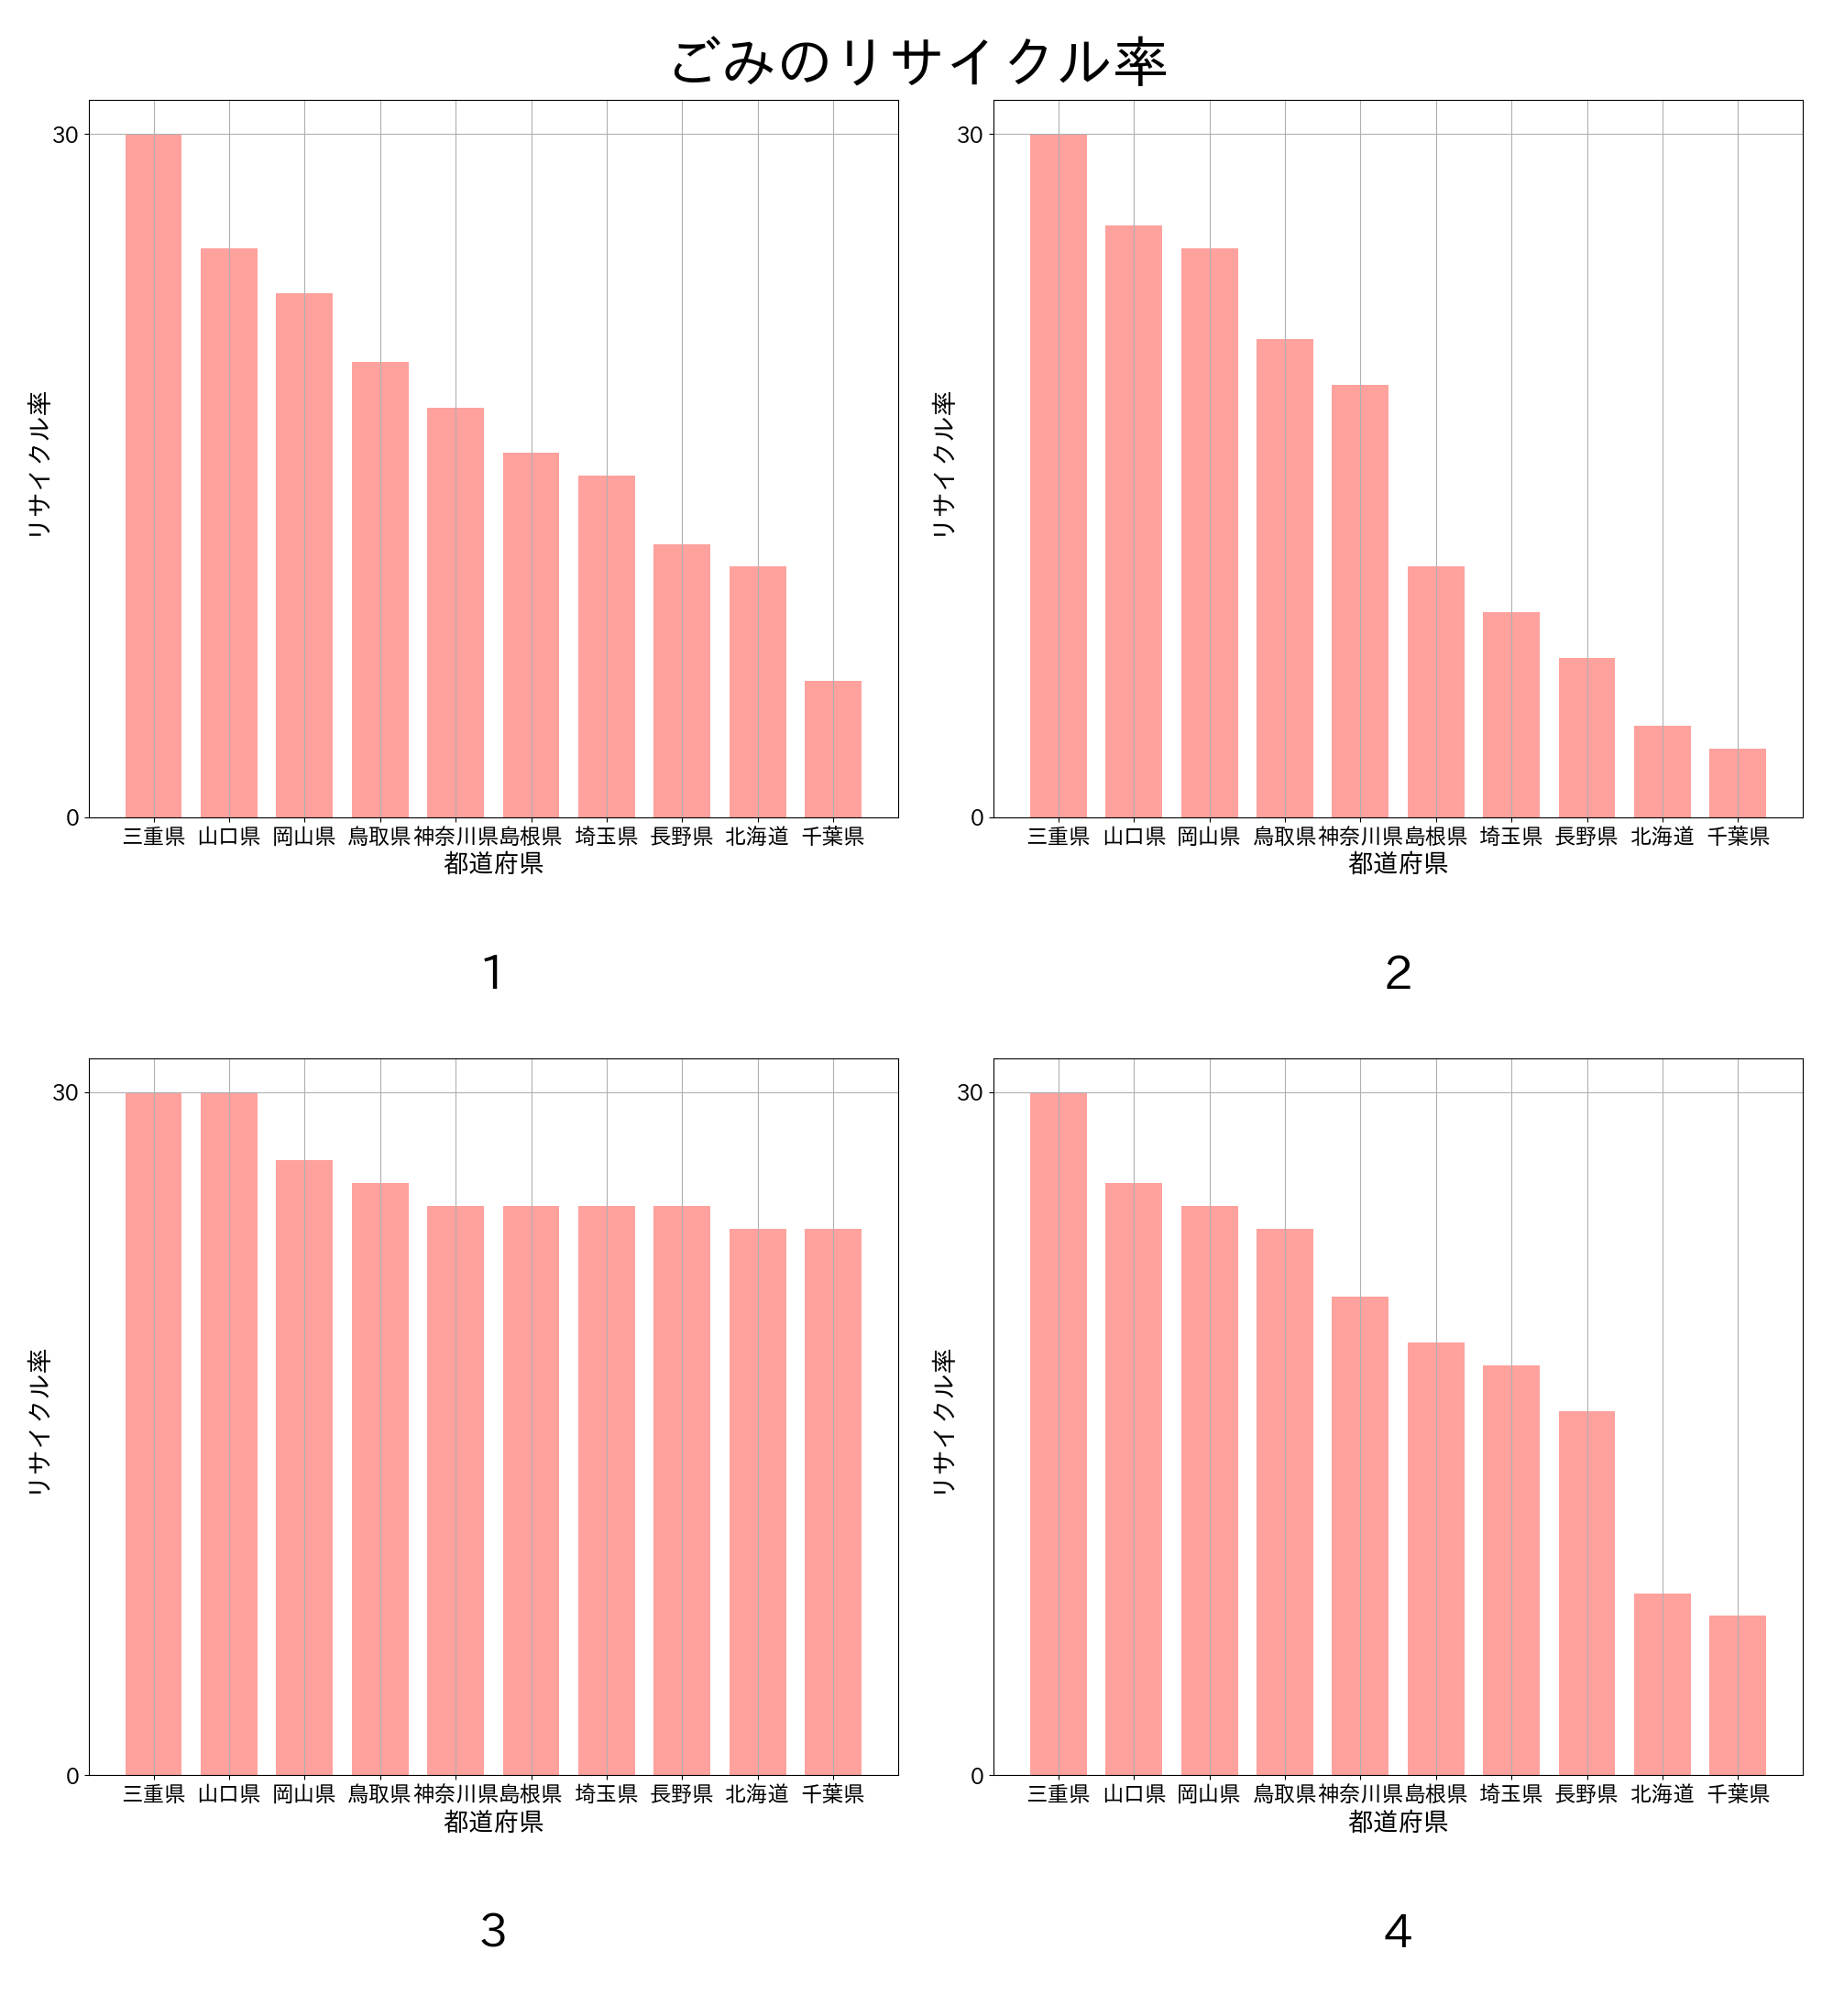 ごみのリサイクル率
30
0
リサイクル率
三重県 山口県 岡山県 鳥取県 神奈川県 島根県 埼玉県 長野県 北海道 千葉県
都道府県
1
30
0
リサイクル率
三重県 山口県 岡山県 鳥取県 神奈川県 島根県 埼玉県 長野県 北海道 千葉県
都道府県
2
30
0
リサイクル率
三重県 山口県 岡山県 鳥取県 神奈川県 島根県 埼玉県 長野県 北海道 千葉県
都道府県
3
30
0
リサイクル率
三重県 山口県 岡山県 鳥取県 神奈川県 島根県 埼玉県 長野県 北海道 千葉県
都道府県
4